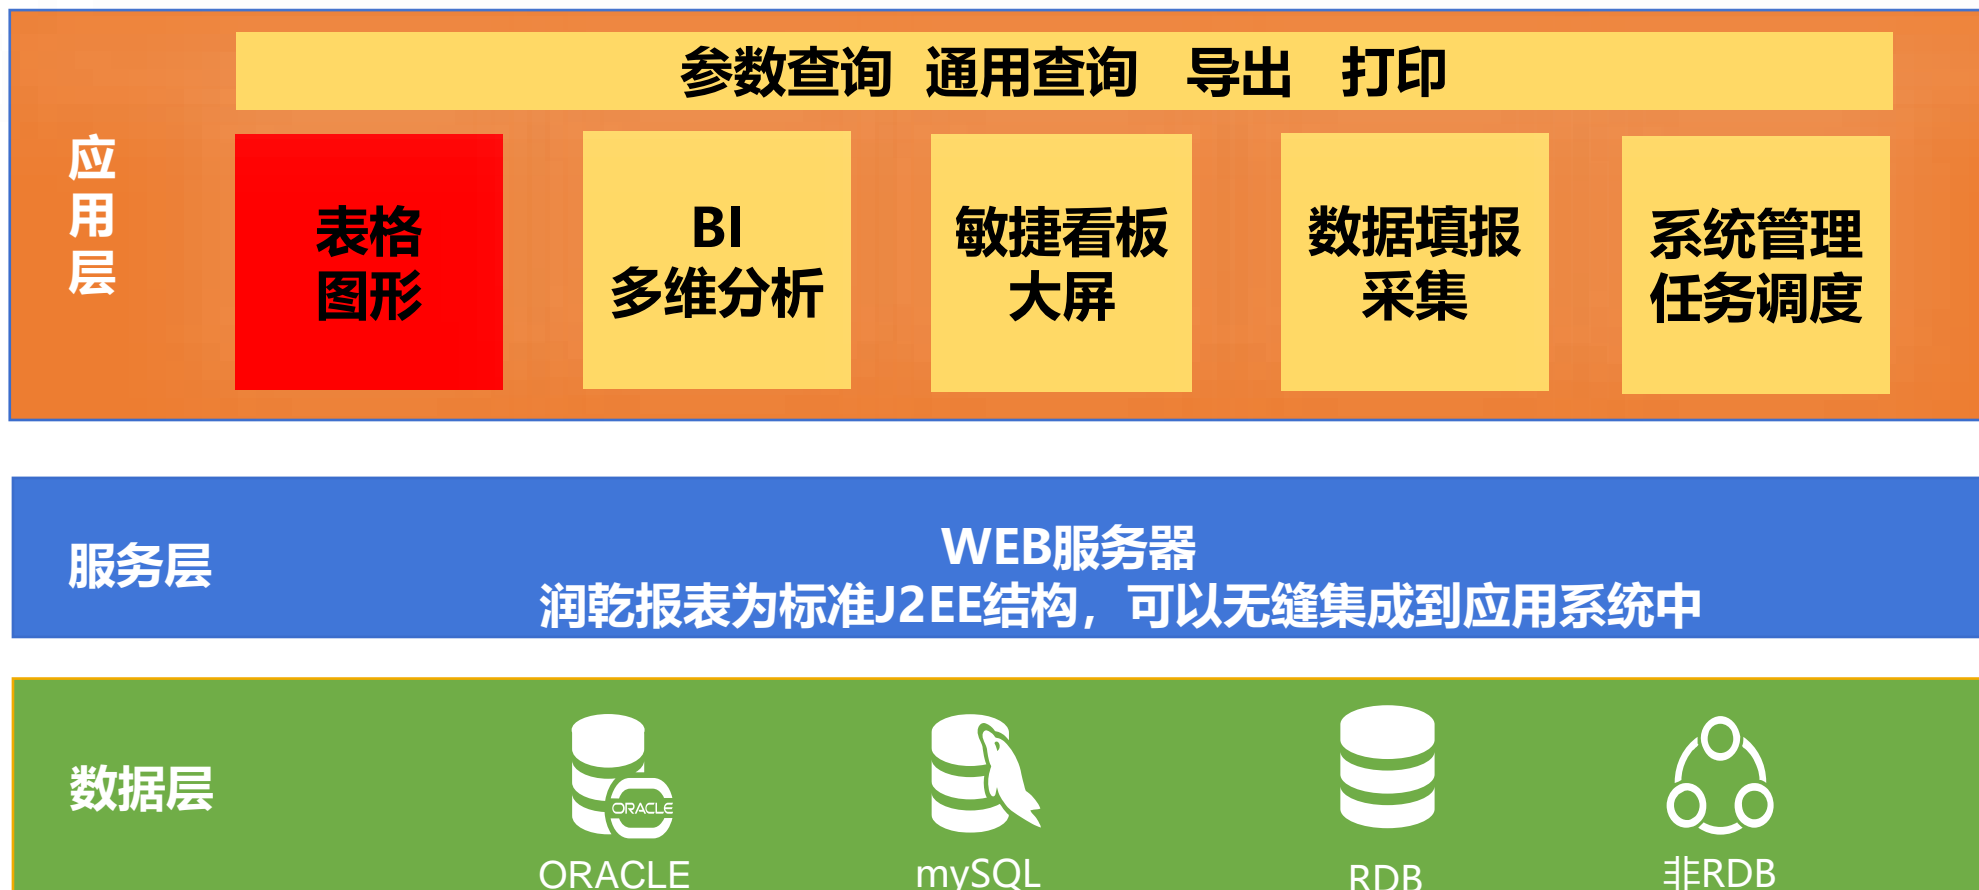 参数查询 通用查询 导出 打印
应用层
表格
图形
BI
多维分析
敏捷看板
大屏
数据填报
采集
系统管理
任务调度
服务层
WEB服务器
润乾报表为标准J2EE结构，可以无缝集成到应用系统中
数据层
ORACLE
ORACLE
mySQL
RDB
非RDB